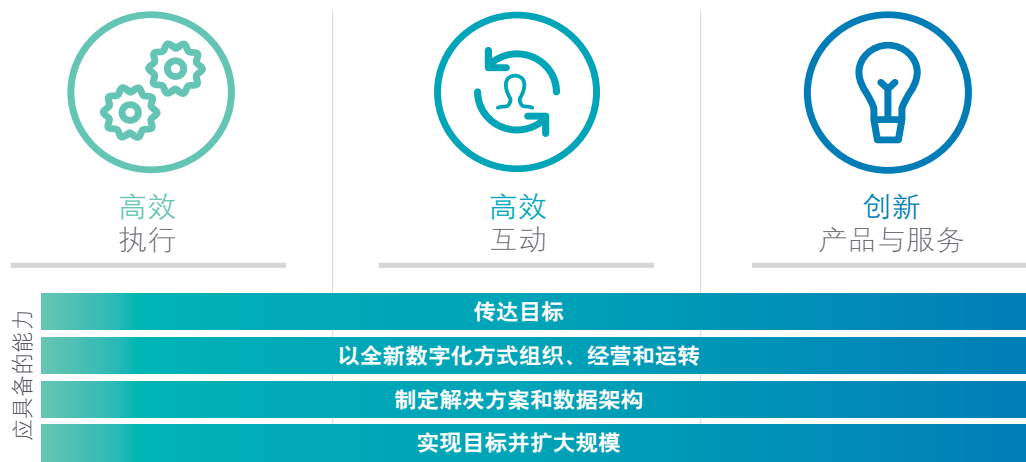 高效
执行
高效
互动
创新
产品与服务
应具备的能力
传达目标
以全新数字化方式组织、经营和运转
制定解决方案和数据架构
实现目标并扩大规模